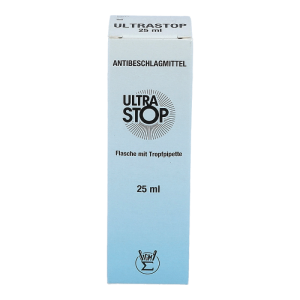 ULTRASTOP
25 ml
ANTIBESCHLAGMITTEL
ULTRA
STOP
Flasche mit Tropfpipette
25 ml